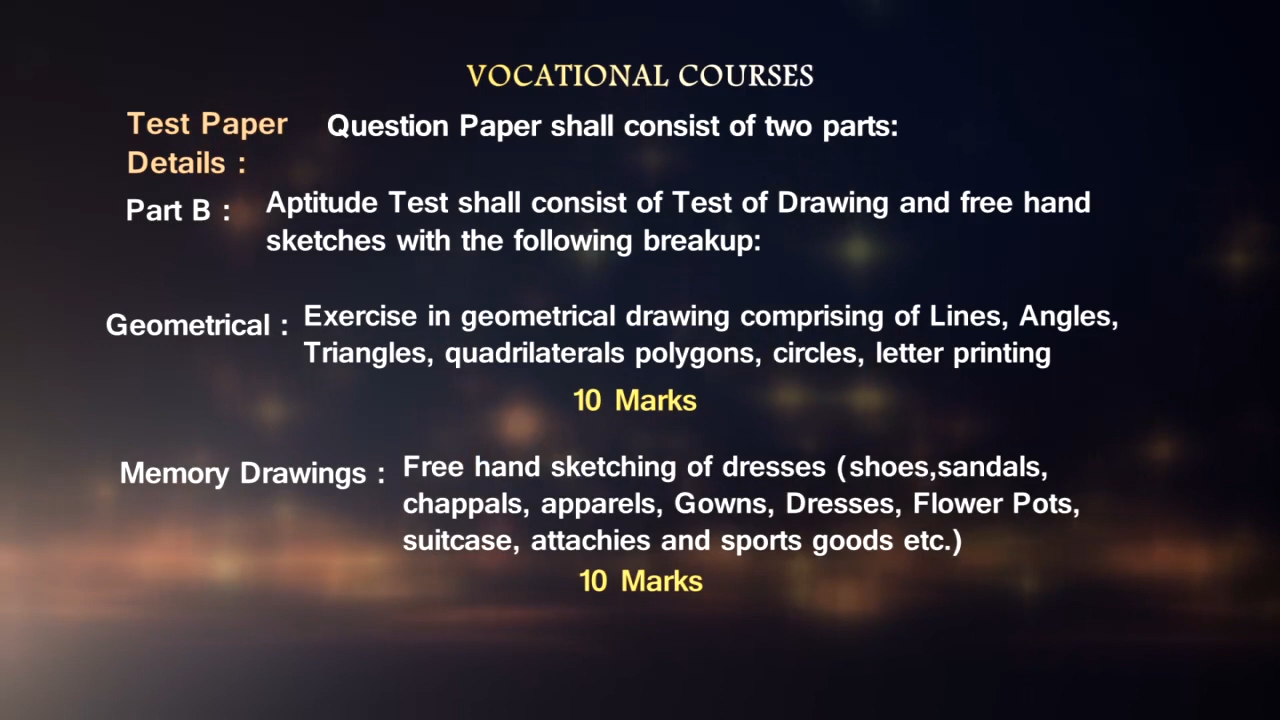 VOCATIONAL COURSES
Test Paper Details :
Question Paper shall consist of two parts:
Part B :
Aptitude Test shall consist of Test of Drawing and free hand
sketches with the following breakup:
Geometrical :
Exercise in geometrical drawing comprising of Lines, Angles,
Triangles, quadrilaterals polygons, circles, letter printing
10 Marks
Memory Drawings :
Free hand sketching of dresses (shoes,sandals,
chappals, apparels, Gowns, Dresses, Flower Pots,
suitcase, attachies and sports goods etc.)
10 Marks